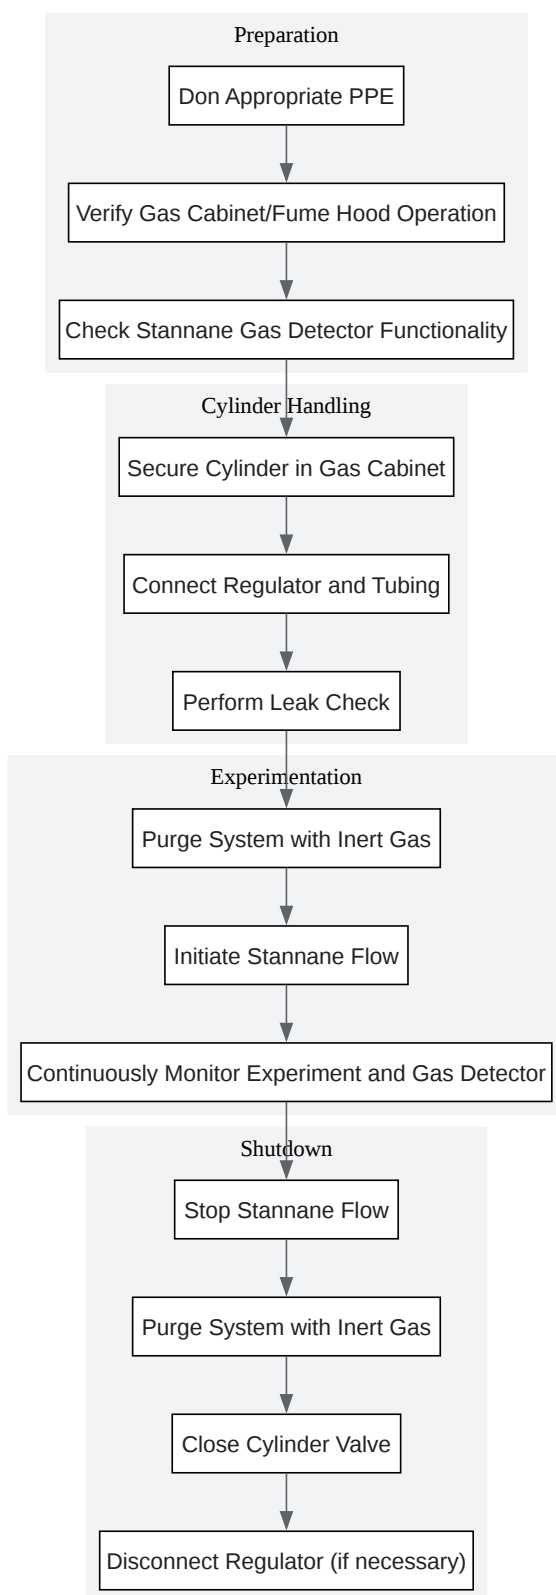 Preparation
Don Appropriate PPE
Verify Gas Cabinet/Fume Hood Operation
Check Stannane Gas Detector Functionality
Cylinder Handling
Secure Cylinder in Gas Cabinet
Connect Regulator and Tubing
Perform Leak Check
Experimentation
Purge System with Inert Gas
Initiate Stannane Flow
Continuously Monitor Experiment and Gas Detector
Shutdown
Stop Stannane Flow
Purge System with Inert Gas
Close Cylinder Valve
Disconnect Regulator (if necessary)